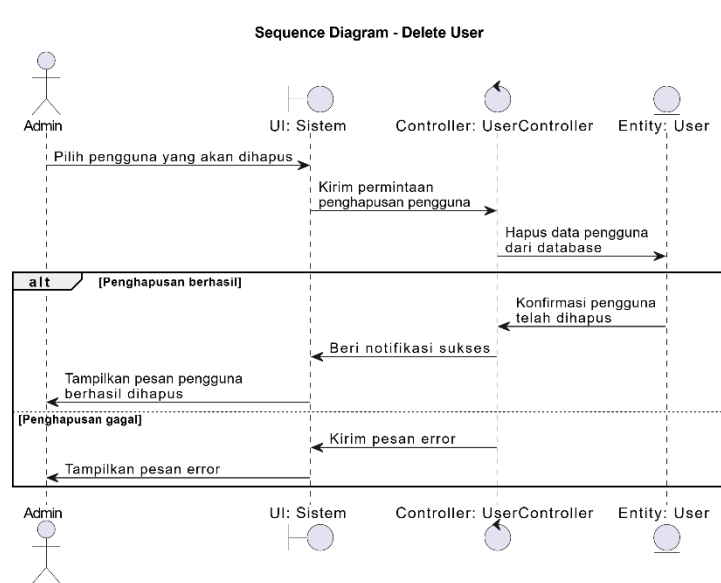 Sequence Diagram - Delete User
Admin
UI: Sistem
Controller: UserController
Entity: User
Pilih pengguna yang akan dihapus
Kirim permintaan
penghapusan pengguna
Hapus data pengguna
dari database
alt
[Penghapusan berhasil]
Konfirmasi pengguna
telah dihapus
Beri notifikasi sukses
Tampilkan pesan pengguna
berhasil dihapus
[Penghapusan gagal]
Kirim pesan error
Tampilkan pesan error
Admin
UI: Sistem
Controller: UserController
Entity: User